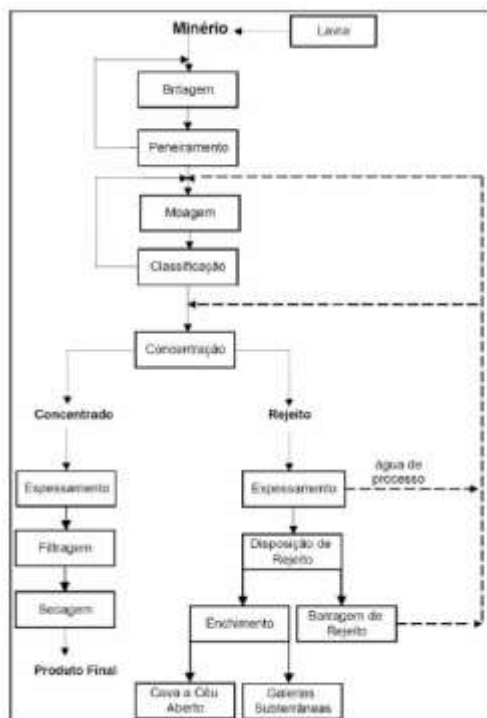 Minério
Lavra
Britagem
Peneiramento
Moagem
Classificação
Concentração
Concentrado
Rejeito
Espessamento
Espessamento
água de
processo
Filtragem
Disposição de
Rejeito
Secagem
Enchimento
Barragem de
Rejeito
Produto Final
Cava a Céu
Aberto
Galerias
Subterrâneas